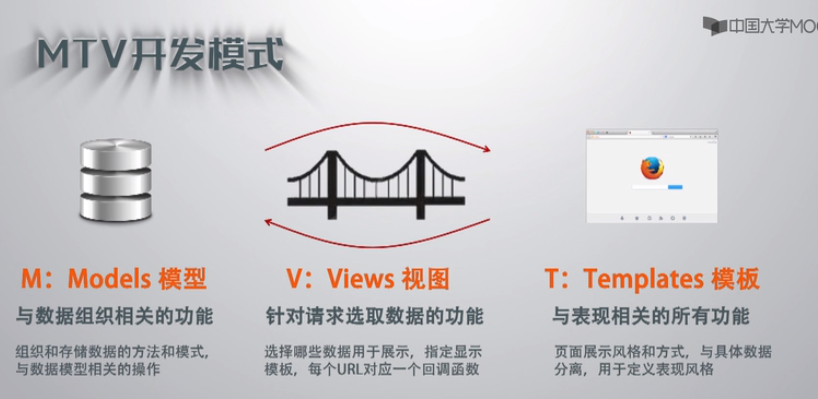 中国大学MOO
MTV开发模式
M：Models 模型
与数据组织相关的功能
组织和存储数据的方法和模式，
与数据模型相关的操作
V：Views 视图
针对请求选取数据的功能
选择哪些数据用于展示，指定显示
模板，每个URL对应一个回调函数
T：Templates 模板
与表现相关的所有功能
页面展示风格和方式，与具体数据
分离，用于定义表现风格